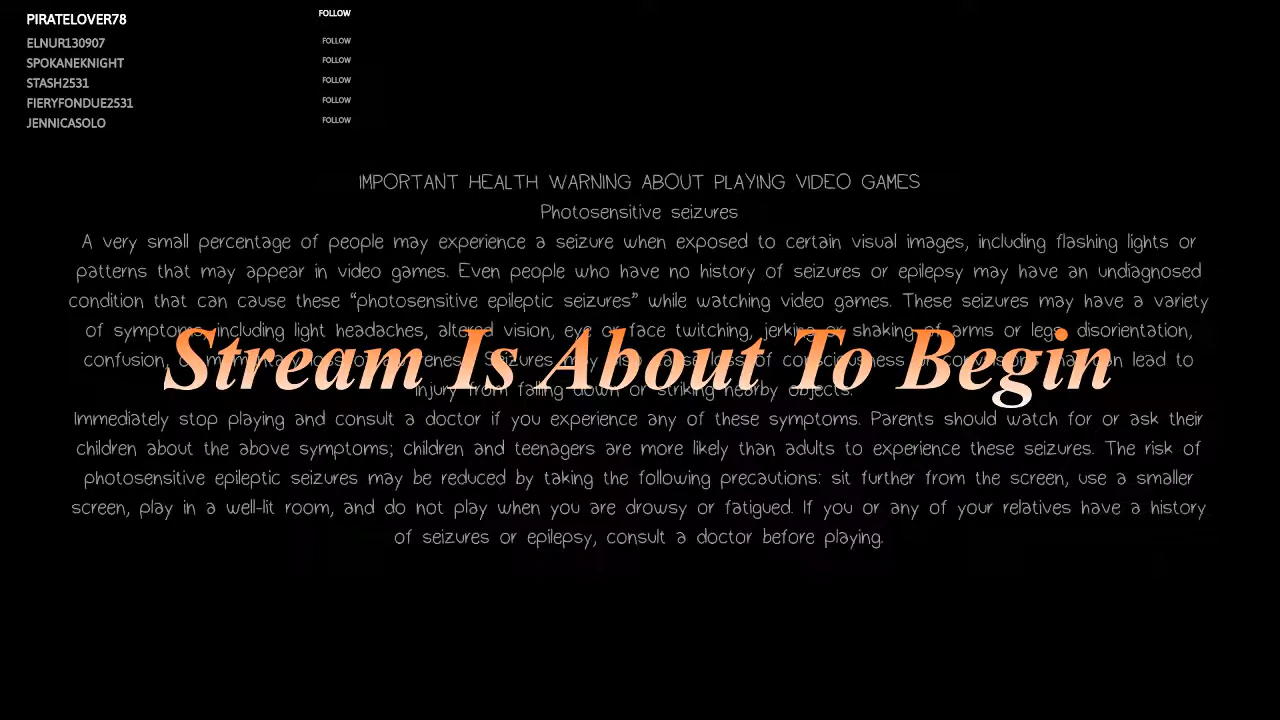 PIRATELOVER78 FOLLOW
ELNUR130907 FOLLOW
SPOKANEKNIGHT FOLLOW
STASH2531 FOLLOW
FIERYFONDUE2531 FOLLOW
JENNICASOLO FOLLOW
IMPORTANT HEALTH WARNING ABOUT PLAYING VIDEO GAMES
Photosensitive seizures
A very small percentage of people may experience a seizure when exposed to certain visual images, including flashing lights or
patterns that may appear in video games. Even people who have no history of seizures or epilepsy may have an undiagnosed
condition that can cause these “photosensitive epileptic seizures” while watching video games. These seizures may have a variety
of symptoms, including light headaches, altered vision, eye or face twitching, jerking or shaking of arms or legs, disorientation,
confusion, Seizures may of consciousness lead to
Stream Is About To Begin
injury from falling down or striking nearby objects.
Immediately stop playing and consult a doctor if you experience any of these symptoms. Parents should watch for or ask their
children about the above symptoms; children and teenagers are more likely than adults to experience these seizures. The risk of
photosensitive epileptic seizures may be reduced by taking the following precautions: sit further from the screen, use a smaller
screen, play in a well-lit room, and do not play when you are drowsy or fatigued. If you or any of your relatives have a history
of seizures or epilepsy, consult a doctor before playing.